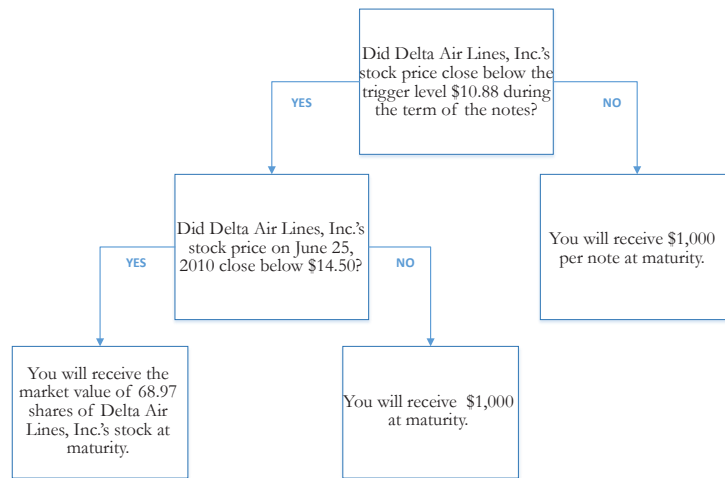 Did Delta Air Lines, Inc.'s
stock price close below the
trigger level $10.88 during
the term of the notes?
YES
NO
Did Delta Air Lines, Inc.'s
stock price on June 25,
2010 close below $14.50?
You will receive $1,000
per note at maturity.
YES
NO
You will receive the
market value of 68.97
shares of Delta Air
Lines, Inc.'s stock at
maturity.
You will receive $1,000
at maturity.